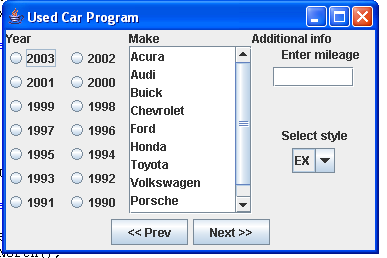 Used Car Program
Year
2003 2002
2001 2000
1999 1998
1997 1996
1995 1994
1993 1992
1991 1990
Make
Acura
Audi
Buick
Chevrolet
Ford
Honda
Toyota
Volkswagen
Porsche
Additional info
Enter mileage
Select style
EX
<< Prev Next >>